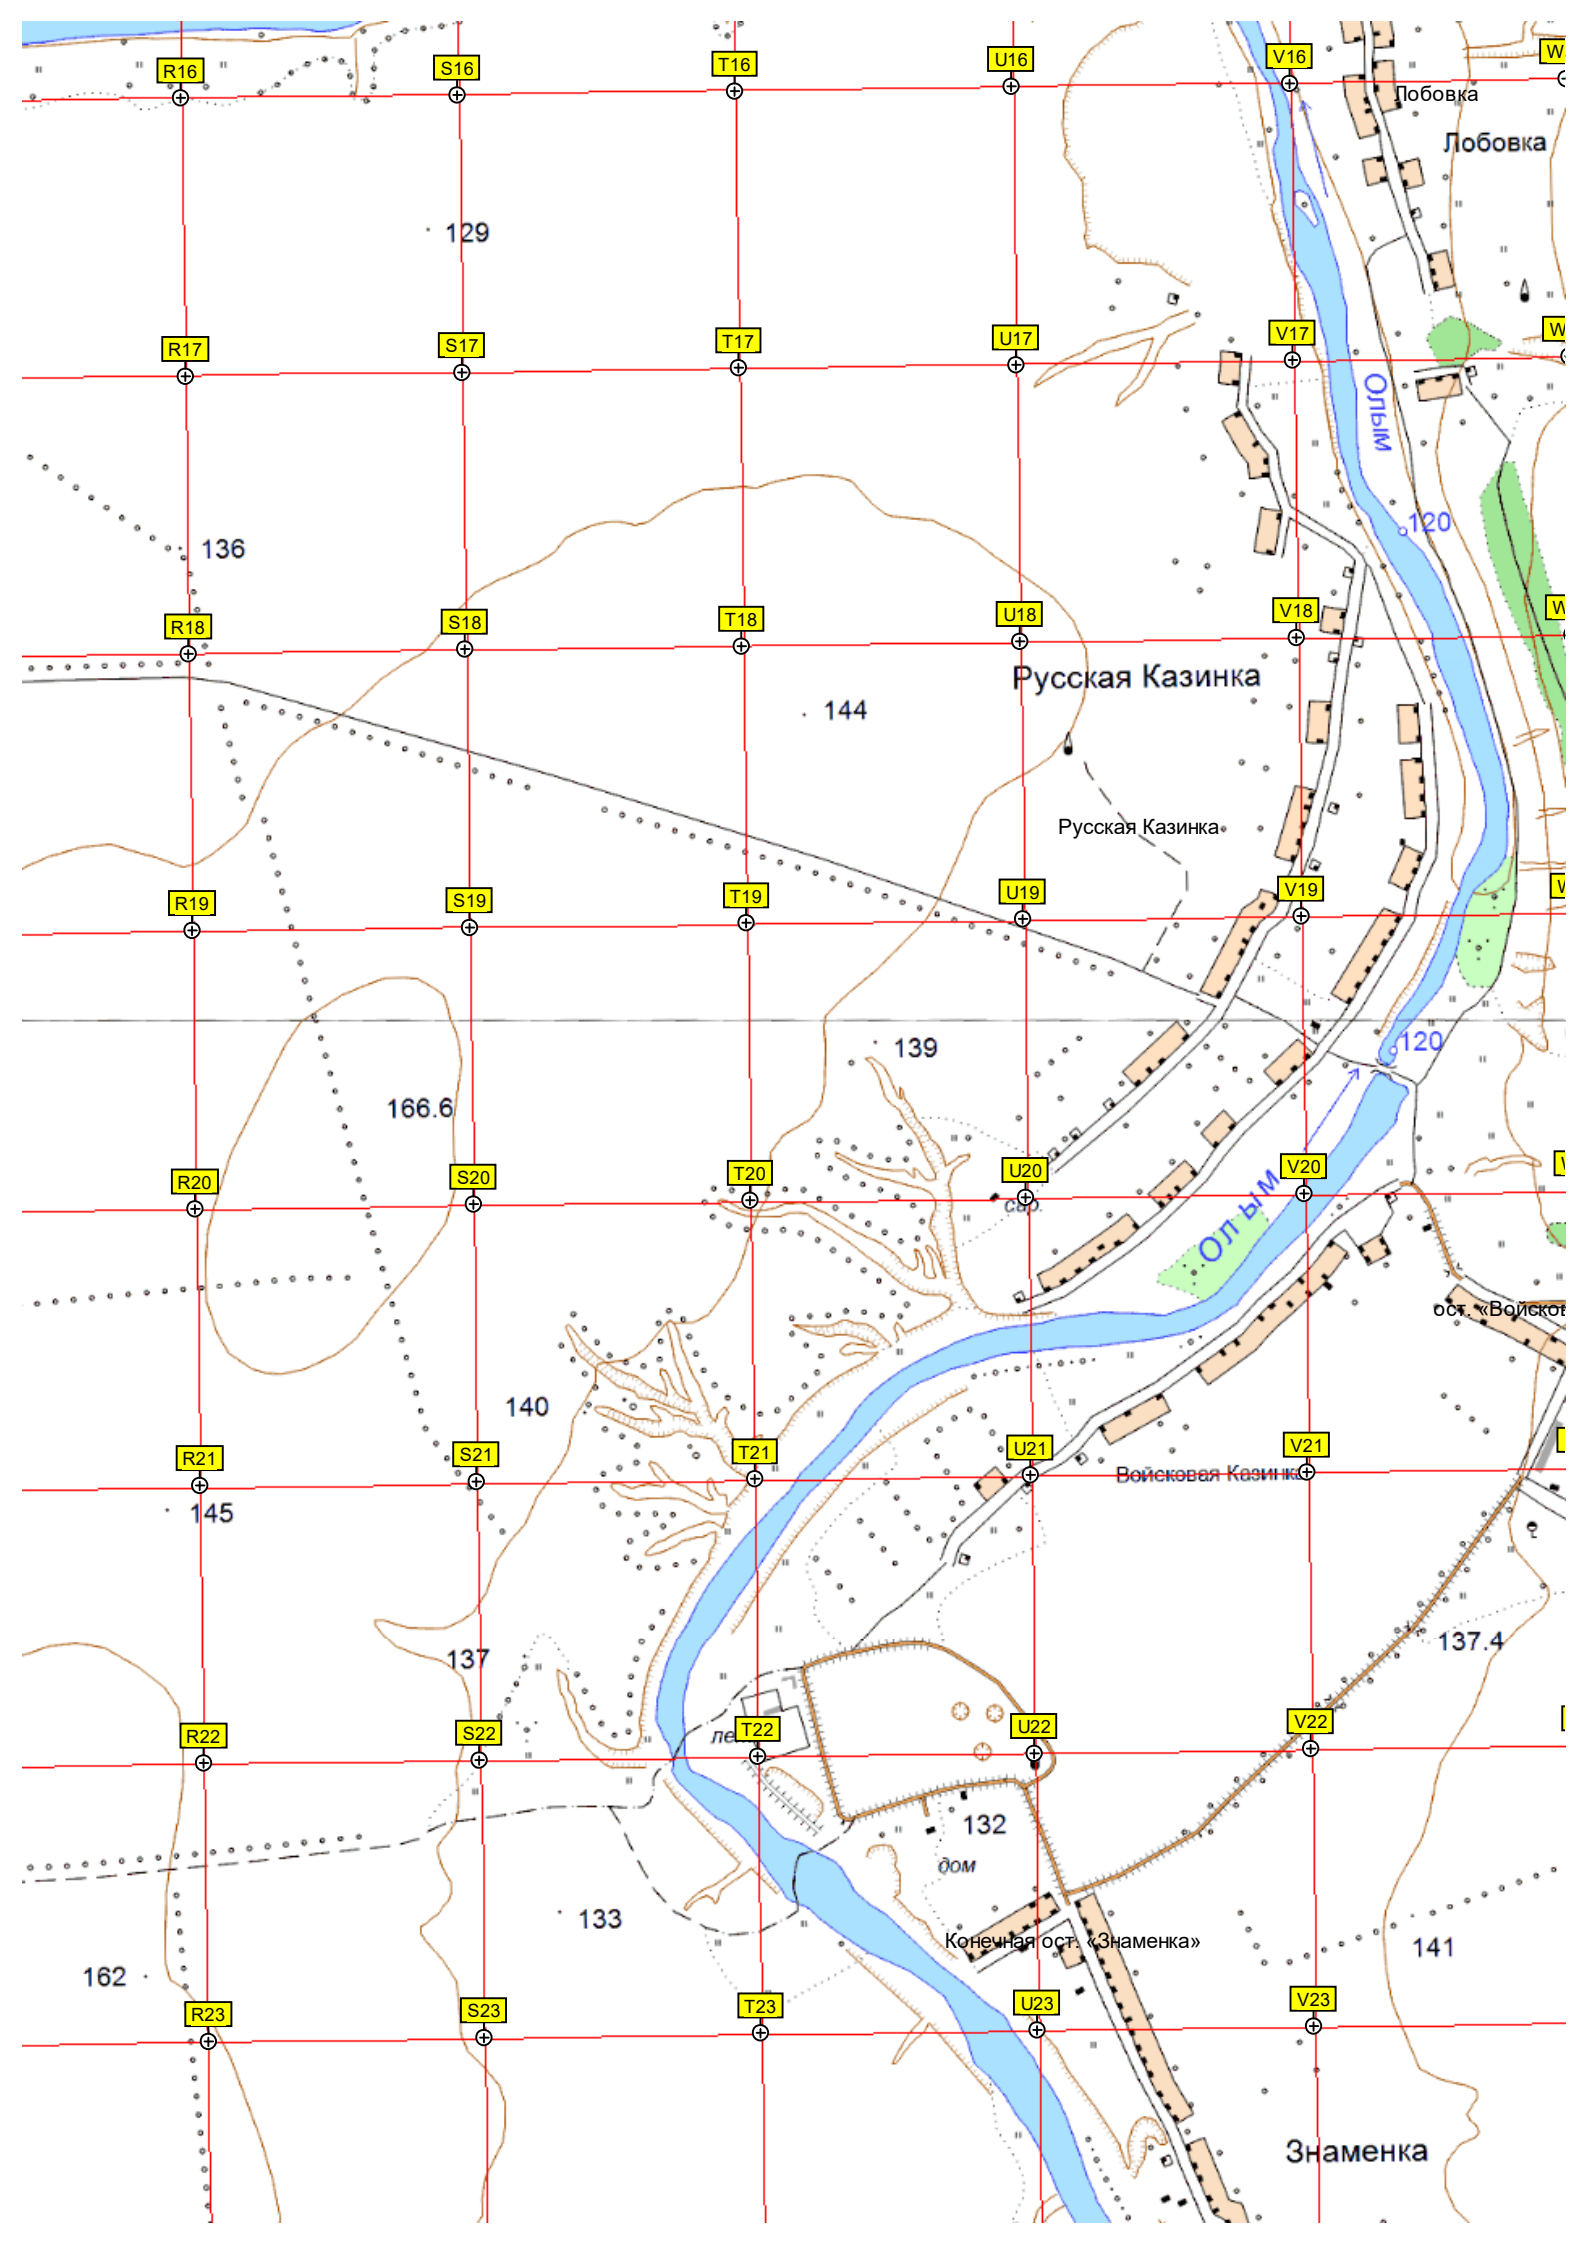 R16 S16 T16 U16 V16 W
Лобовка
Лобовка
129
R17 S17 T17 U17 V17 W
Олым
120
136
R18 S18 T18 U18 V18 W
Русская Казинка
144
Русская Казинка
R19 S19 T19 U19 V19
139
120
166.6
R20 S20 T20 U20 V20
сар.
Олым
ост. «Войсков
140
R21 S21 T21 U21 V21
Войсковая Казинка
145
137
137.4
R22 S22 T22 U22 V22
132
дом
133
Конечная ост. «Знаменка»
141
162
R23 S23 T23 U23 V23
Знаменка